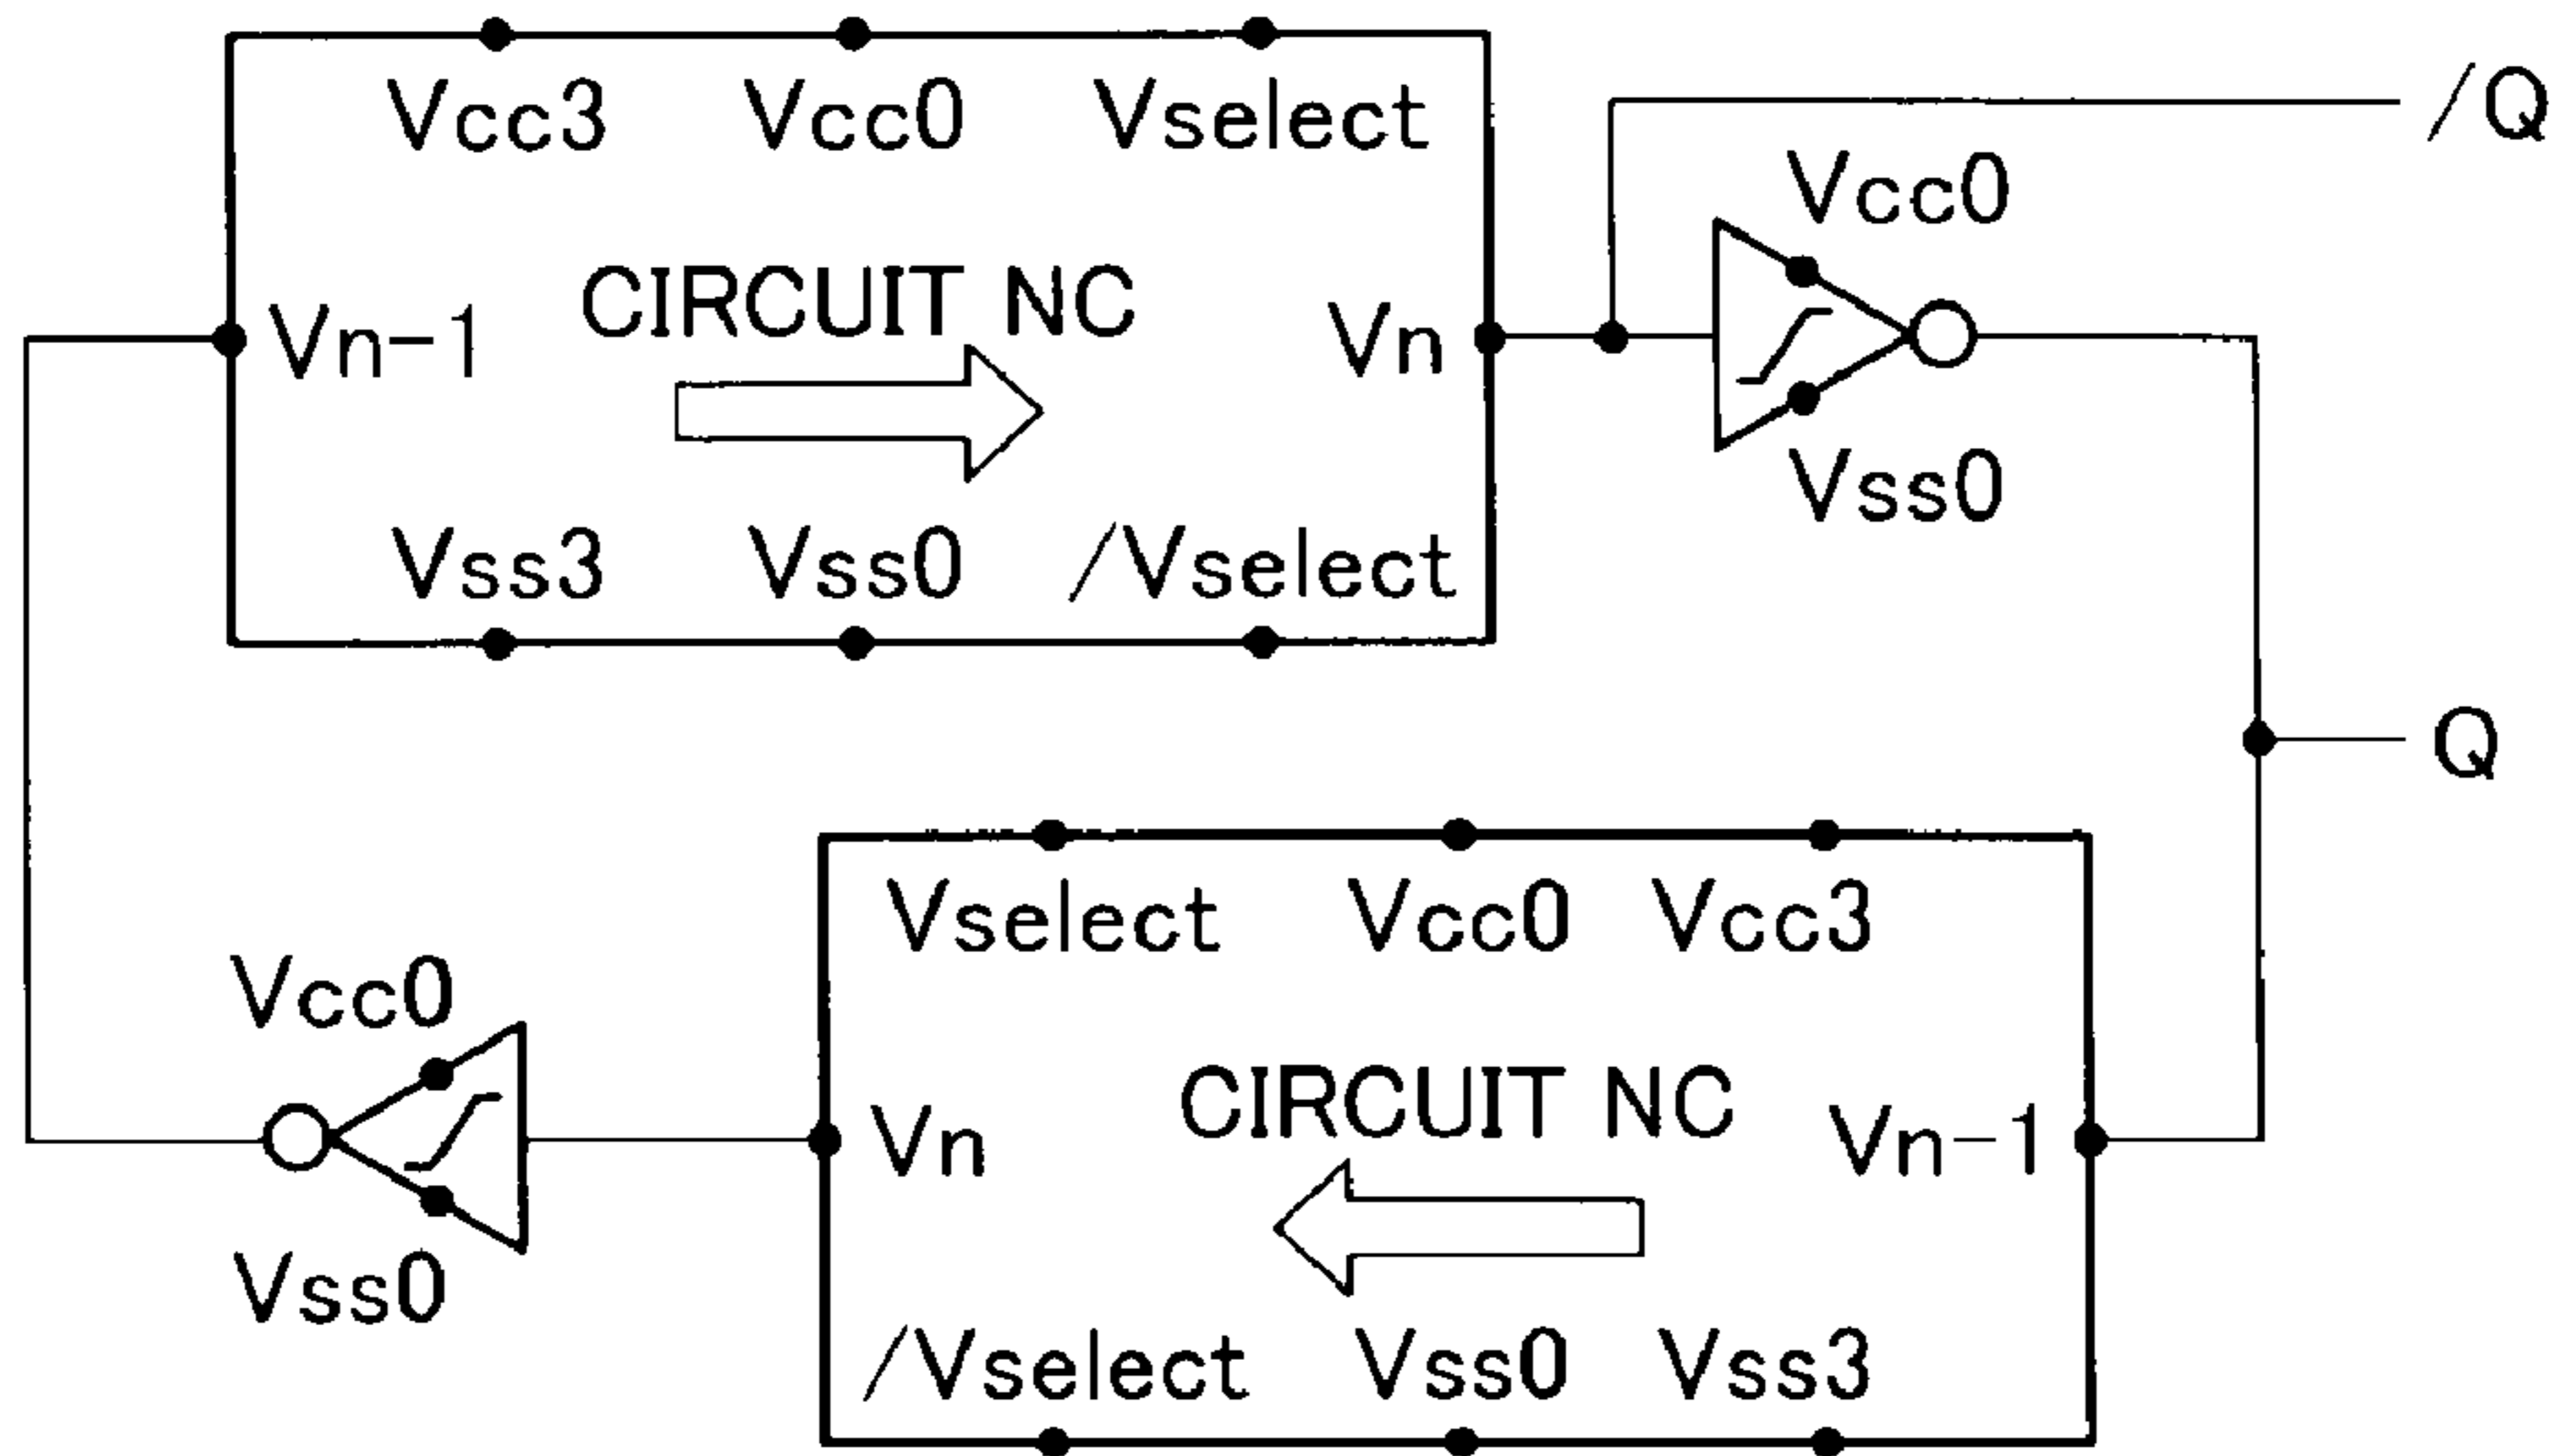 Vcc3 Vcc0 Vselect
/Q
Vcc0
CIRCUIT NC
Vn-1
Vn
Vss0
Vss3 Vss0 /Vselect
Q
Vselect Vcc0 Vcc3
Vcc0
CIRCUIT NC
Vn
Vn-1
Vss0
/Vselect Vss0 Vss3